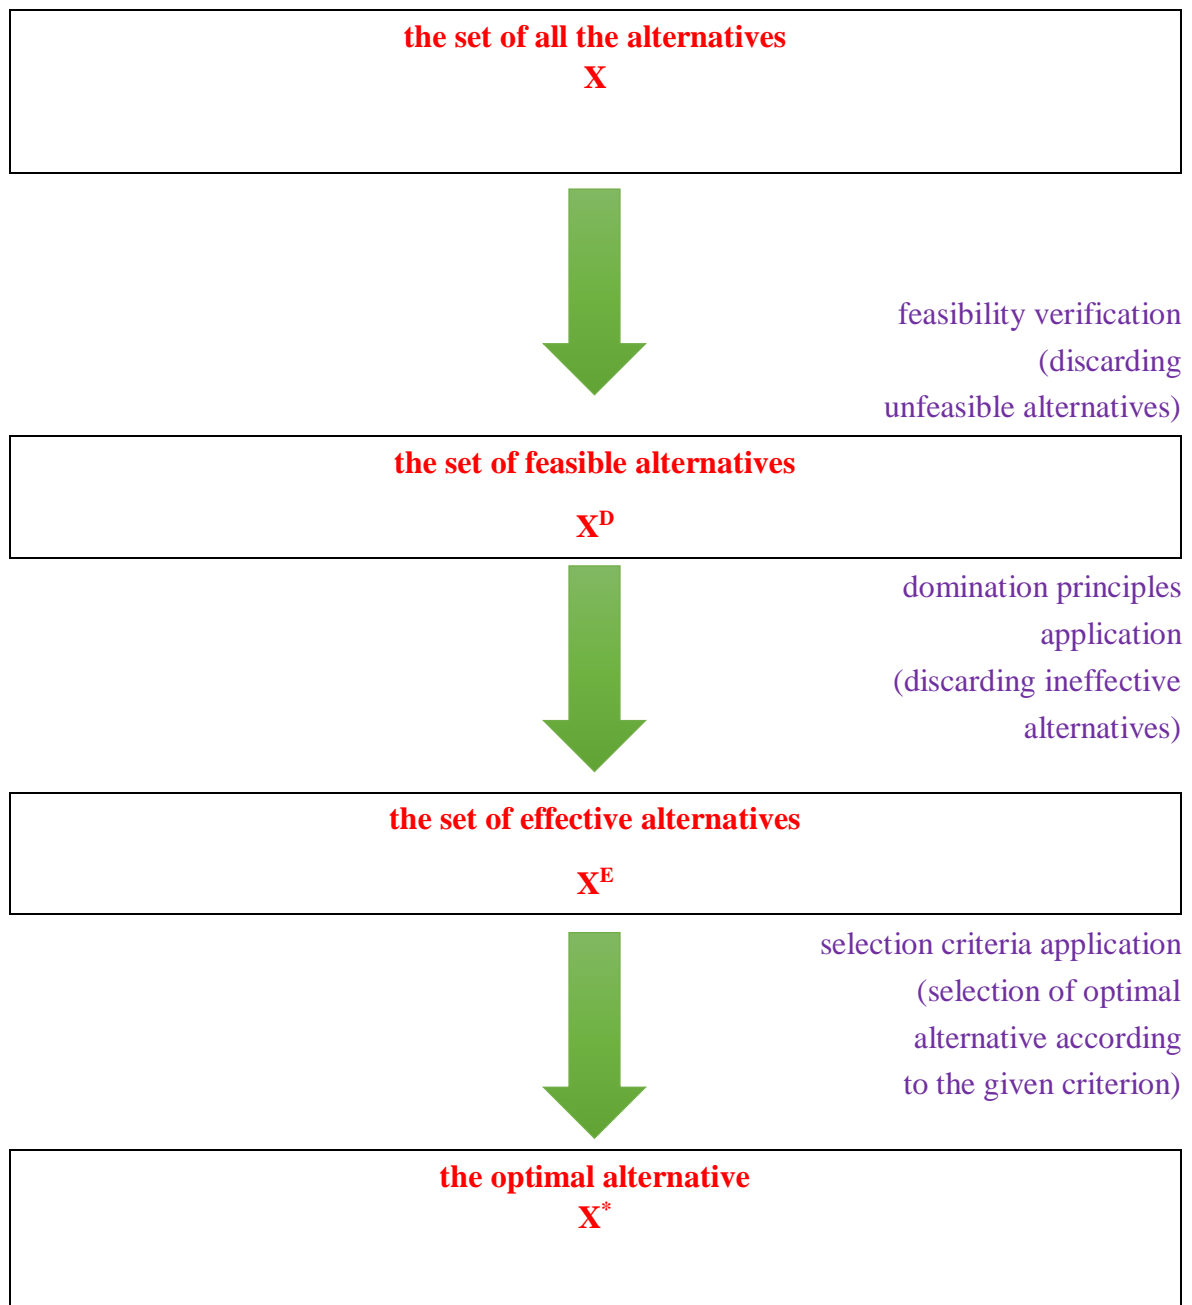 the set of all the alternatives
X
feasibility verification
(discarding
unfeasible alternatives)
the set of feasible alternatives
X^D
domination principles
application
(discarding ineffective
alternatives)
the set of effective alternatives
X^E
selection criteria application
(selection of optimal
alternative according
to the given criterion)
the optimal alternative
X^*